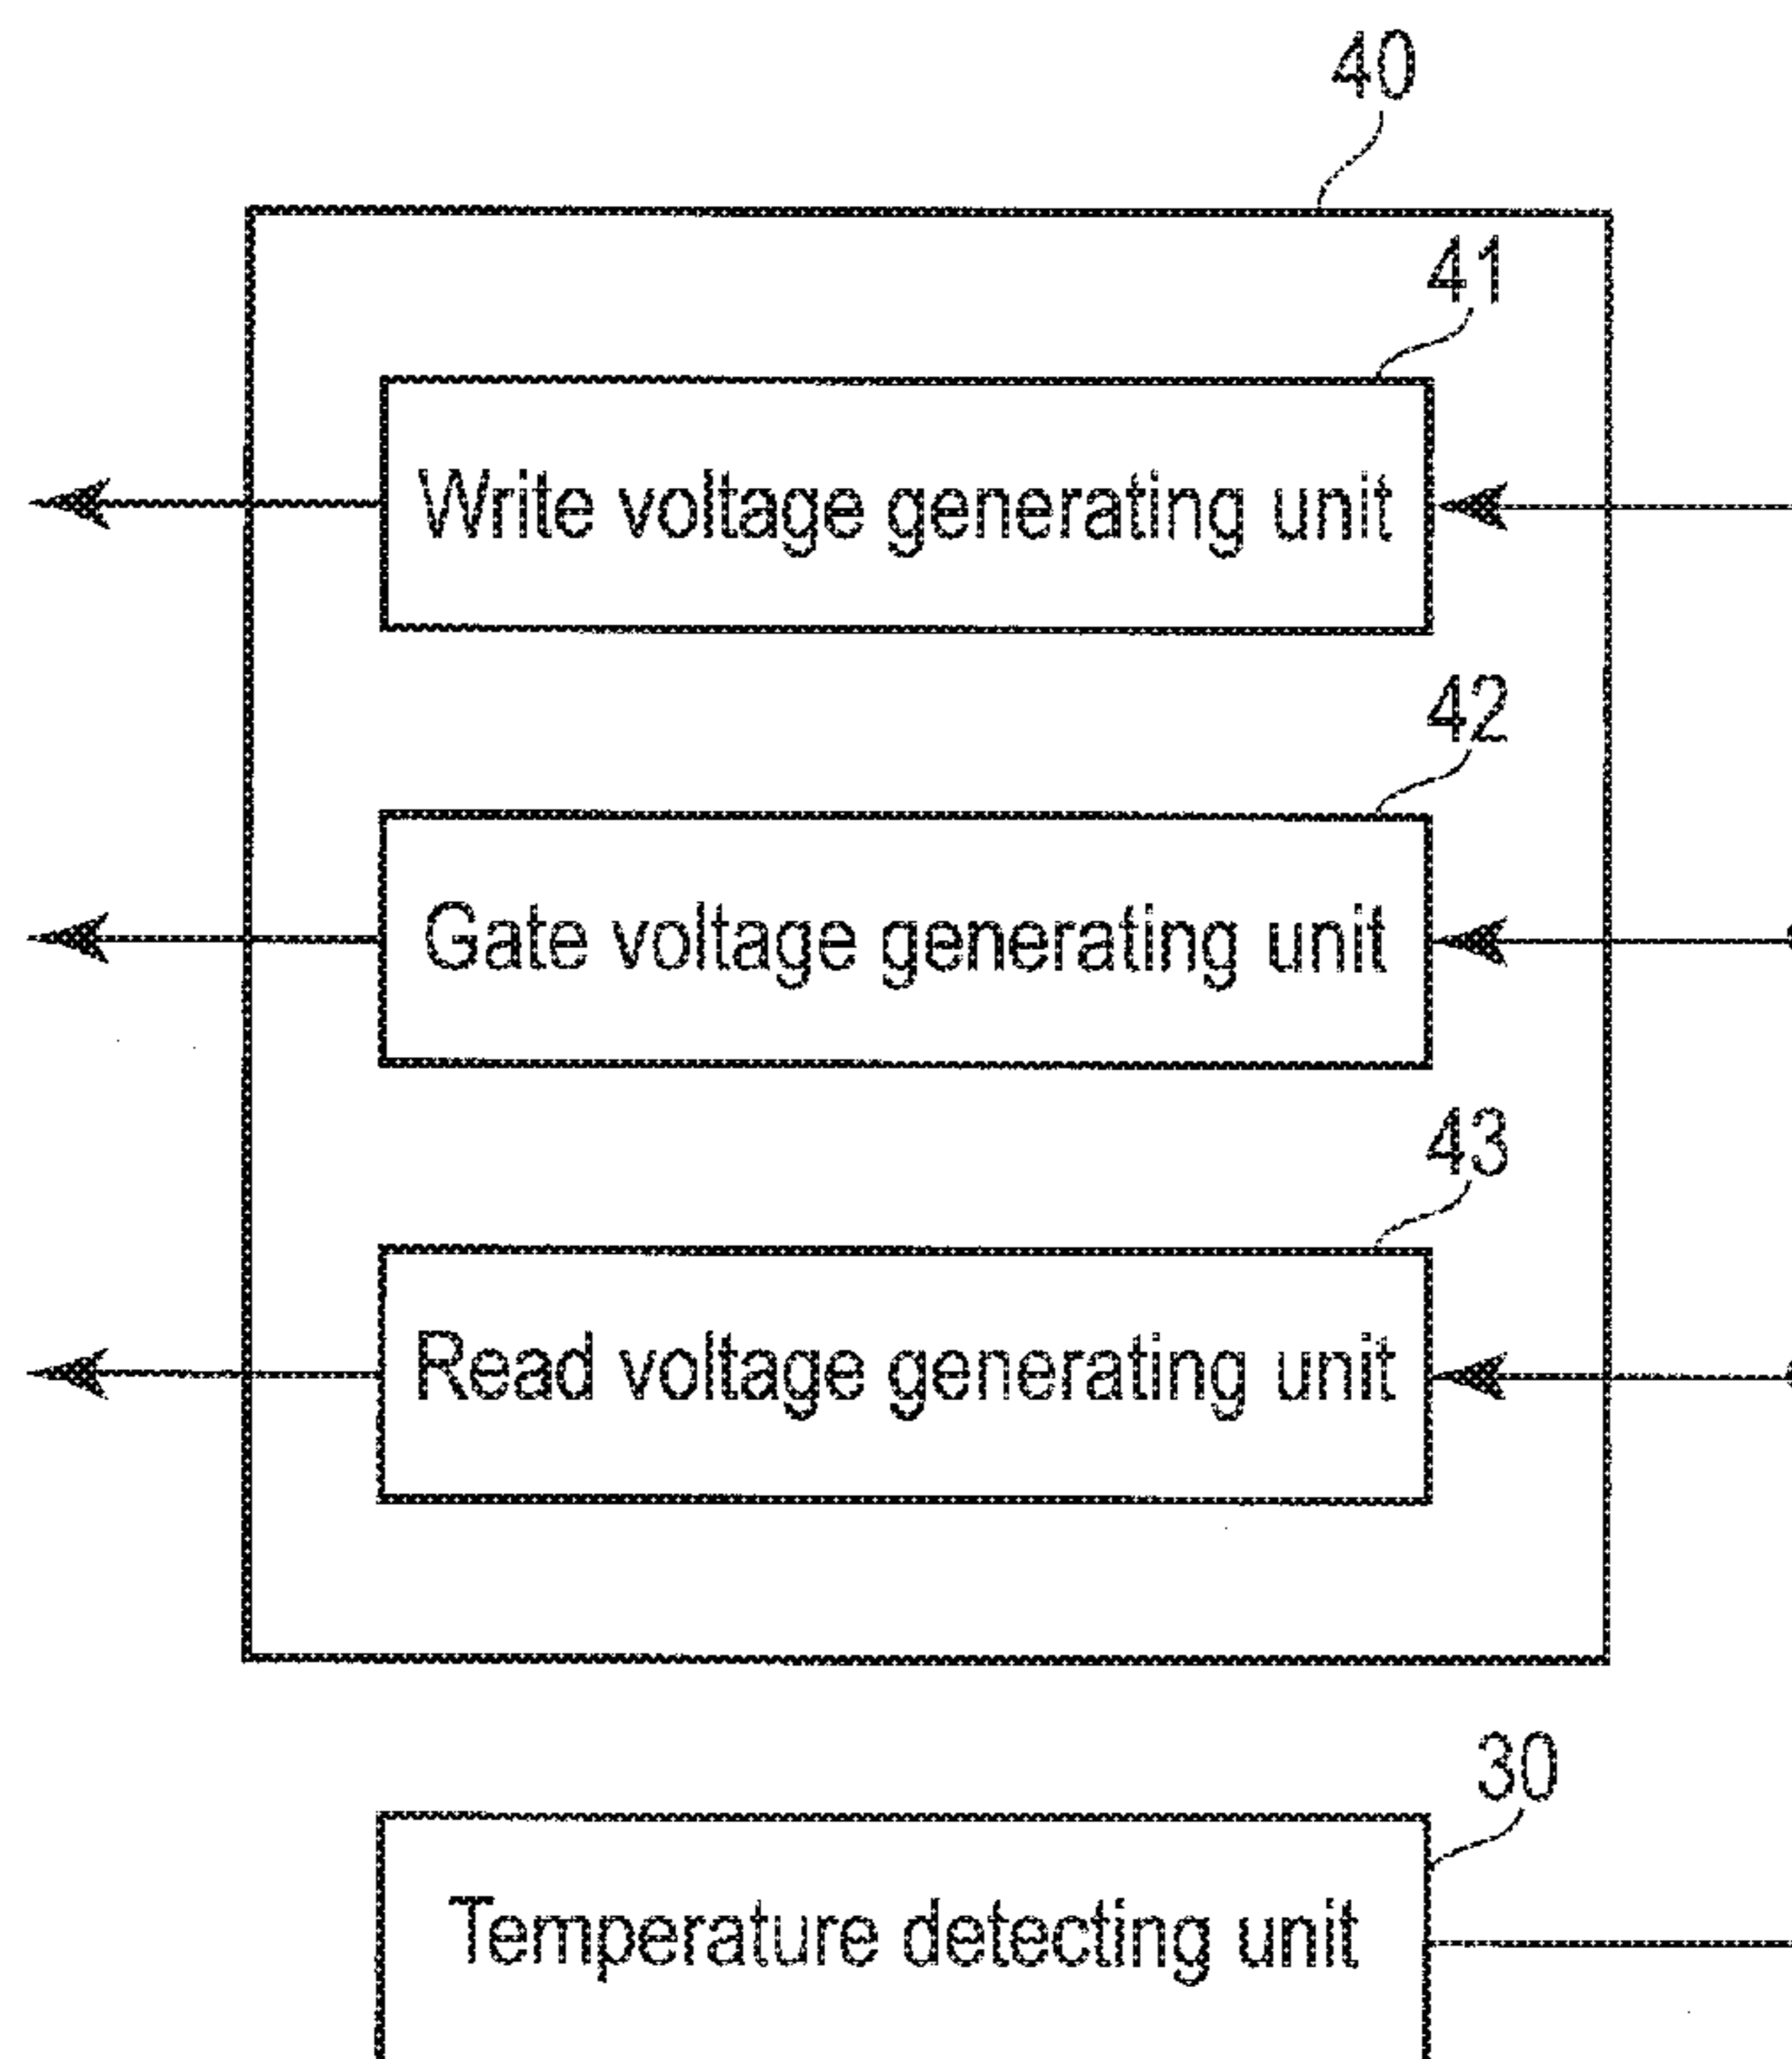 40
41
Write voltage generating unit
42
Gate voltage generating unit
43
Read voltage generating unit
30
Temperature detecting unit